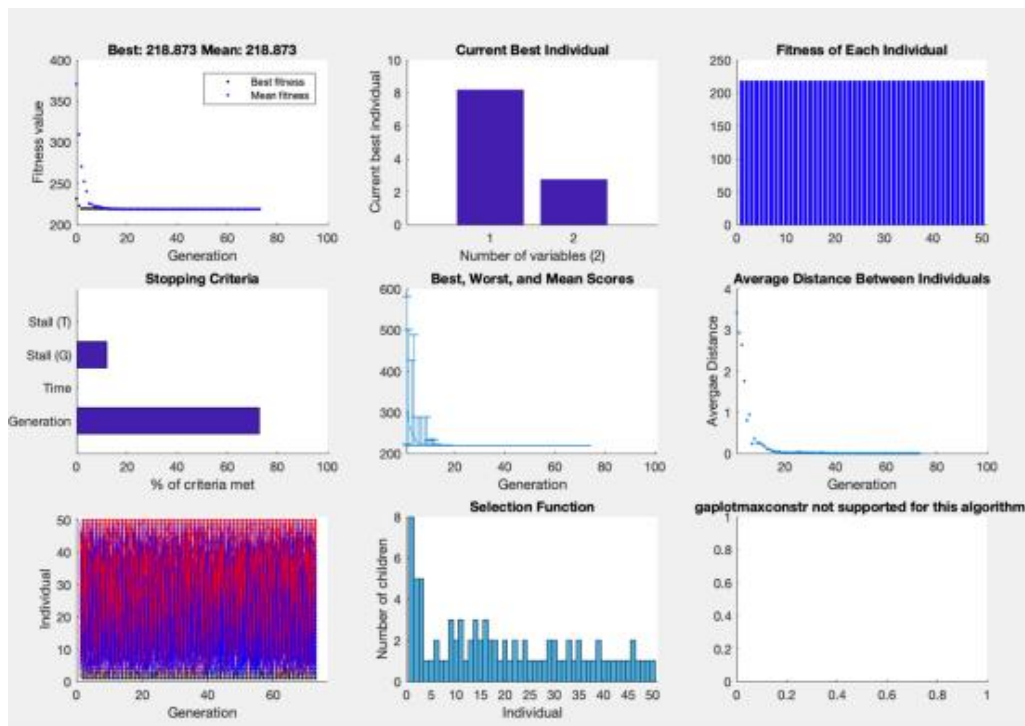 Best: 218.873 Mean: 218.873
400
350
300
250
200
Fitness value
Best fitness
Mean fitness
0 20 40 60 80 100
Generation
Current Best Individual
10
8
6
4
2
0
Current best individual
1 2
Number of variables (2)
Fitness of Each Individual
250
200
150
100
50
0
0 10 20 30 40 50
Stopping Criteria
Stall (T)
Stall (G)
Time
Generation
0 20 40 60 80 100
% of criteria met
Best, Worst, and Mean Scores
600
500
400
300
200
20 40 60 80 100
Generation
Average Distance Between Individuals
4
3
2
1
0
Avergae Distance
0 20 40 60 80 100
Generation
50
40
30
20
10
0
Individual
0 20 40 60
Generation
Selection Function
8
6
4
2
0
Number of children
0 5 10 15 20 25 30 35 40 45 50
Individual
gaplotmaxconstr not supported for this algorithm
1
0.8
0.6
0.4
0.2
0
0 0.2 0.4 0.6 0.8 1